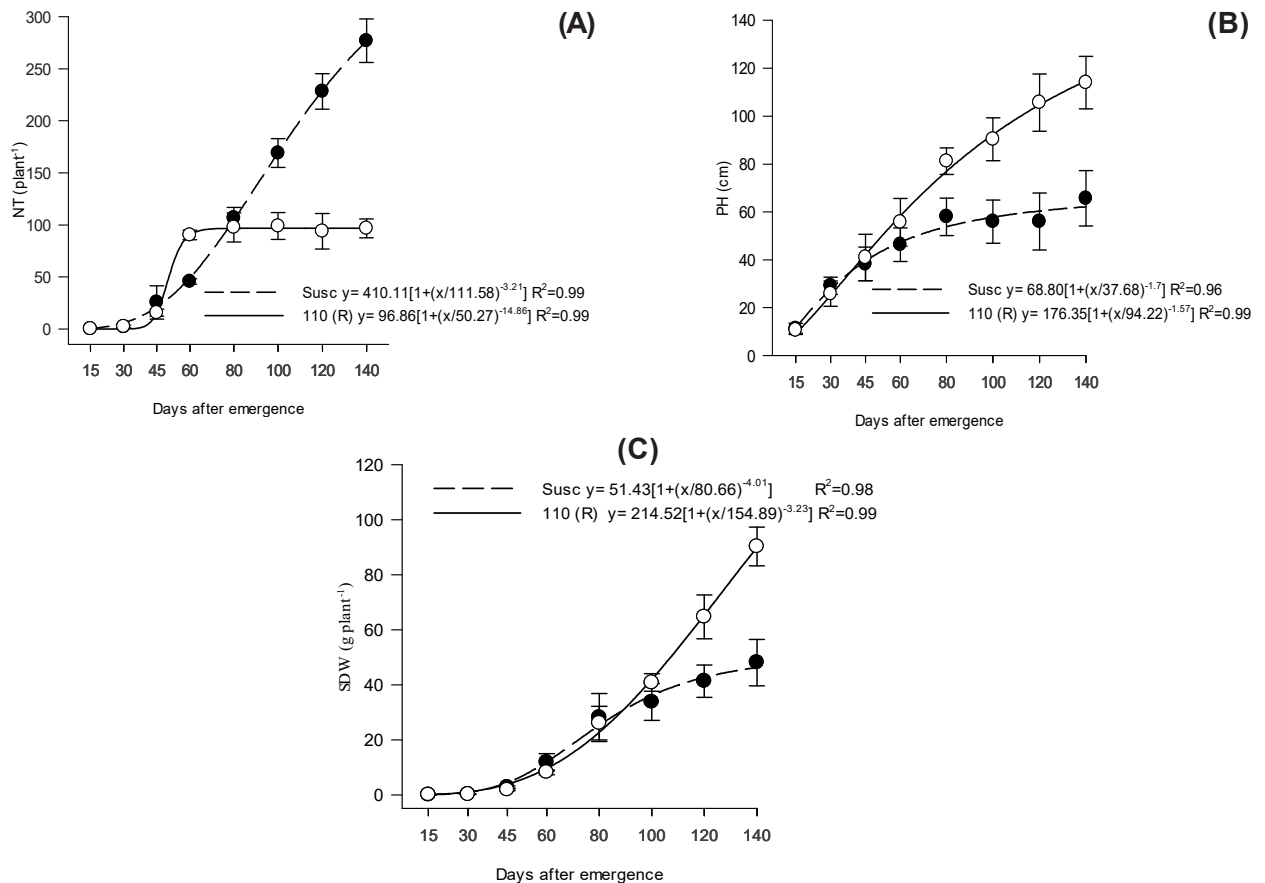 (A)
300
250
200
150
100
50
0
NT (plant-1)
Susc y= 410.11[1+(x/111.58)-3.21] R2=0.99
110 (R) y= 96.86[1+(x/50.27)-14.86] R2=0.99
15 30 45 60 80 100 120 140
Days after emergence
(B)
140
120
100
80
60
40
20
0
PH (cm)
Susc y= 68.80[1+(x/37.68)-1.7] R2=0.96
110 (R) y= 176.35[1+(x/94.22)-1.57] R2=0.99
15 30 45 60 80 100 120 140
Days after emergence
(C)
120
100
80
60
40
20
0
SDW (g plant-1)
Susc y= 51.43[1+(x/80.66)-4.01] R2=0.98
110 (R) y= 214.52[1+(x/154.89)-3.23] R2=0.99
15 30 45 60 80 100 120 140
Days after emergence